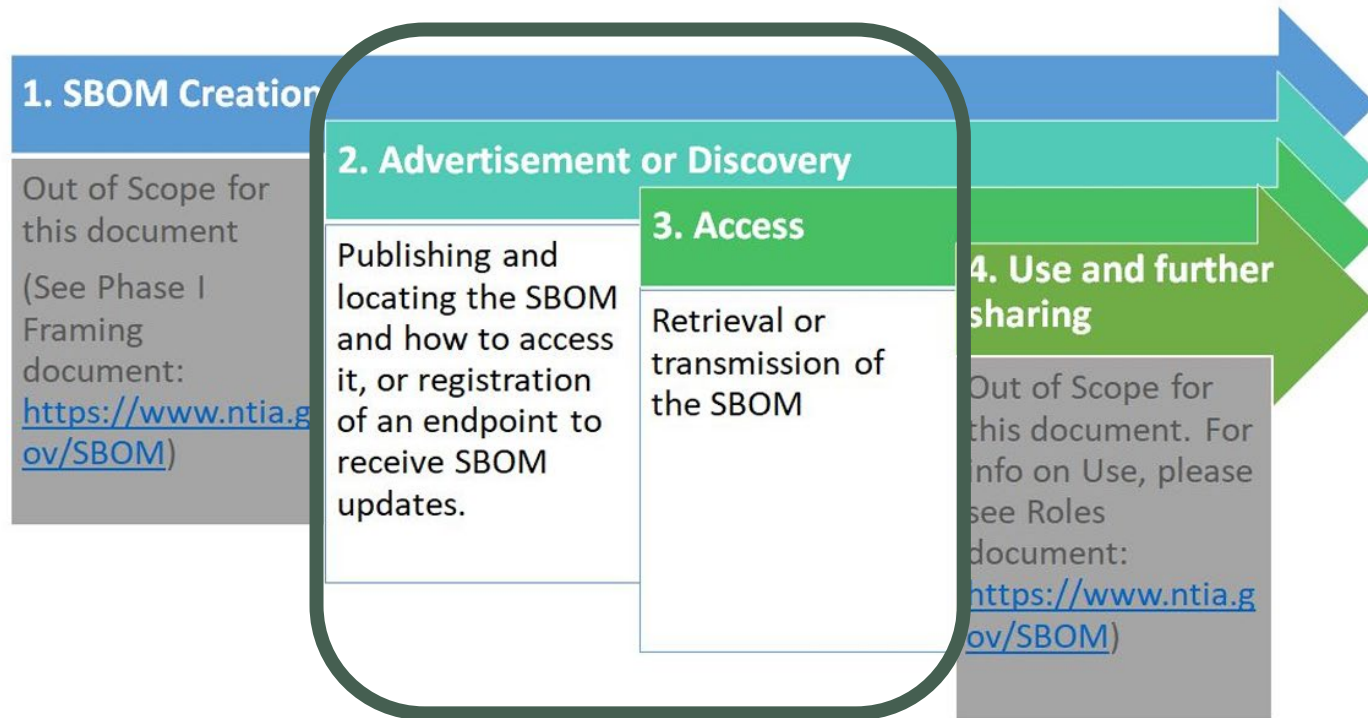 1. SBOM Creation
Out of Scope for
this document
(See Phase I
Framing
document:
https://www.ntia.g
ov/SBOM)
2. Advertisement or Discovery
Publishing and
locating the SBOM
and how to access
it, or registration
of an endpoint to
receive SBOM
updates.
3. Access
Retrieval or
transmission of
the SBOM
4. Use and further
sharing
Out of Scope for
this document. For
info on Use, please
see Roles
document:
https://www.ntia.g
ov/SBOM)